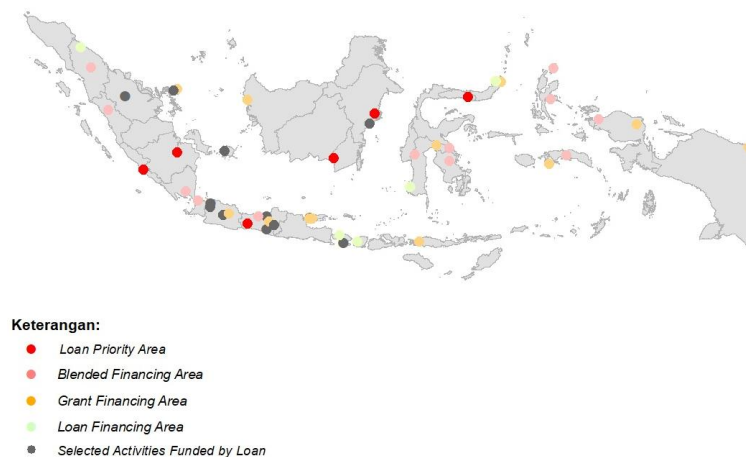 Keterangan:
Loan Priority Area
Blended Financing Area
Grant Financing Area
Loan Financing Area
Selected Activities Funded by Loan